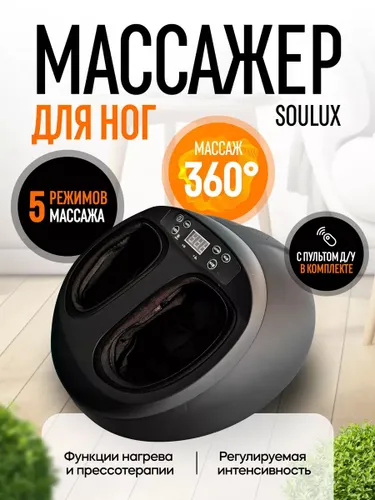 МАССАЖЕР
ДЛЯ НОГ
SOULUX
МАССАЖ
360°
5 РЕЖИМОВ
МАССАЖА
С ПУЛЬТОМ Д/У
В КОМПЛЕКТЕ
Функции нагрева
и прессотерапии
Регулируемая
интенсивность